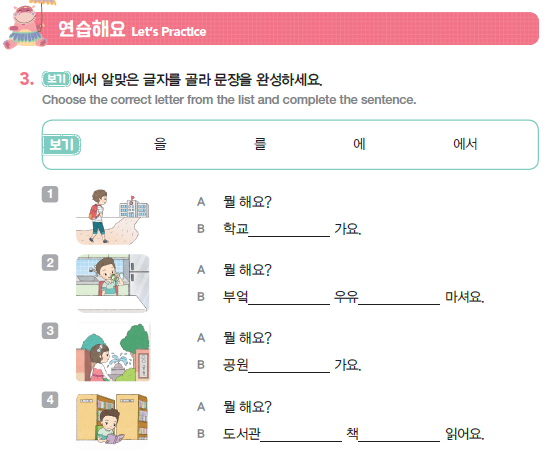 연습해요 Let's Practice
3. 보기 에서 알맞은 글자를 골라 문장을 완성하세요.
Choose the correct letter from the list and complete the sentence.
보기 을 를 에 에서
1
A 뭘 해요?
B 학교__________ 가요.
2
A 뭘 해요?
B 부엌__________ 우유__________ 마셔요.
3
A 뭘 해요?
B 공원__________ 가요.
4
A 뭘 해요?
B 도서관__________ 책__________ 읽어요.